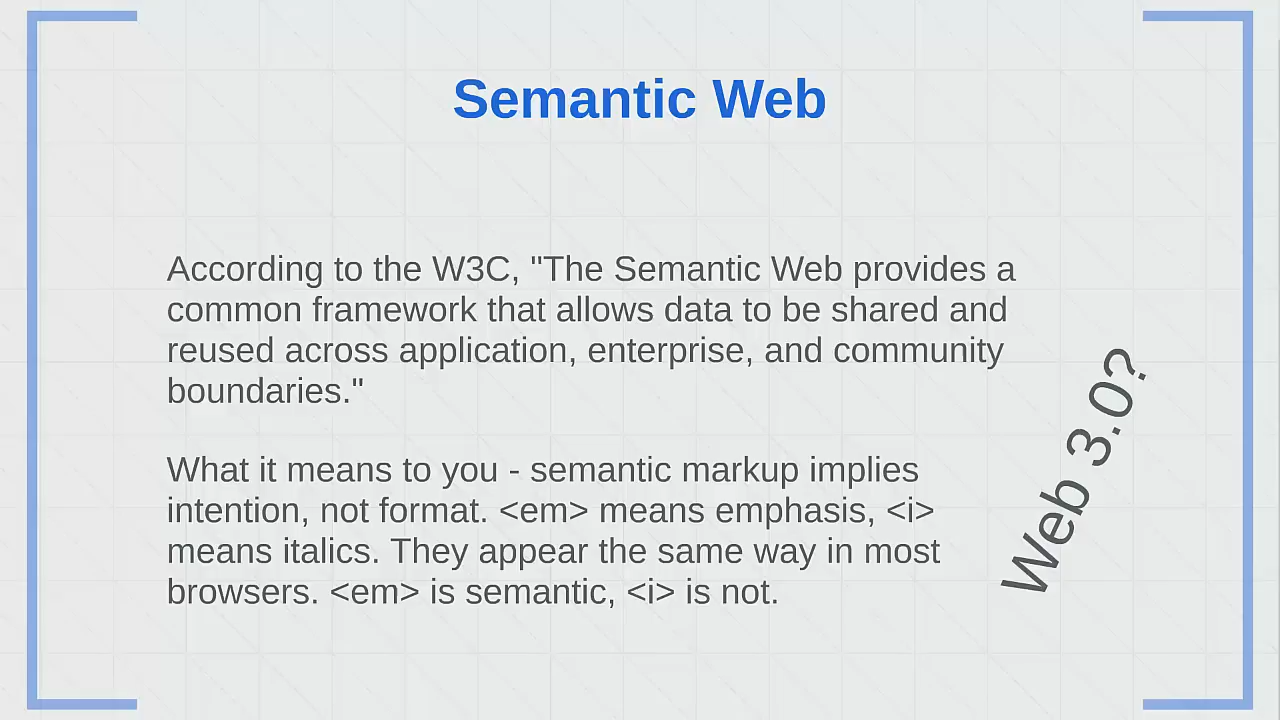 Semantic Web
According to the W3C, "The Semantic Web provides a
common framework that allows data to be shared and
reused across application, enterprise, and community
boundaries."
What it means to you - semantic markup implies
intention, not format. <em> means emphasis, <i>
means italics. They appear the same way in most
browsers. <em> is semantic, <i> is not.
Web 3.0?